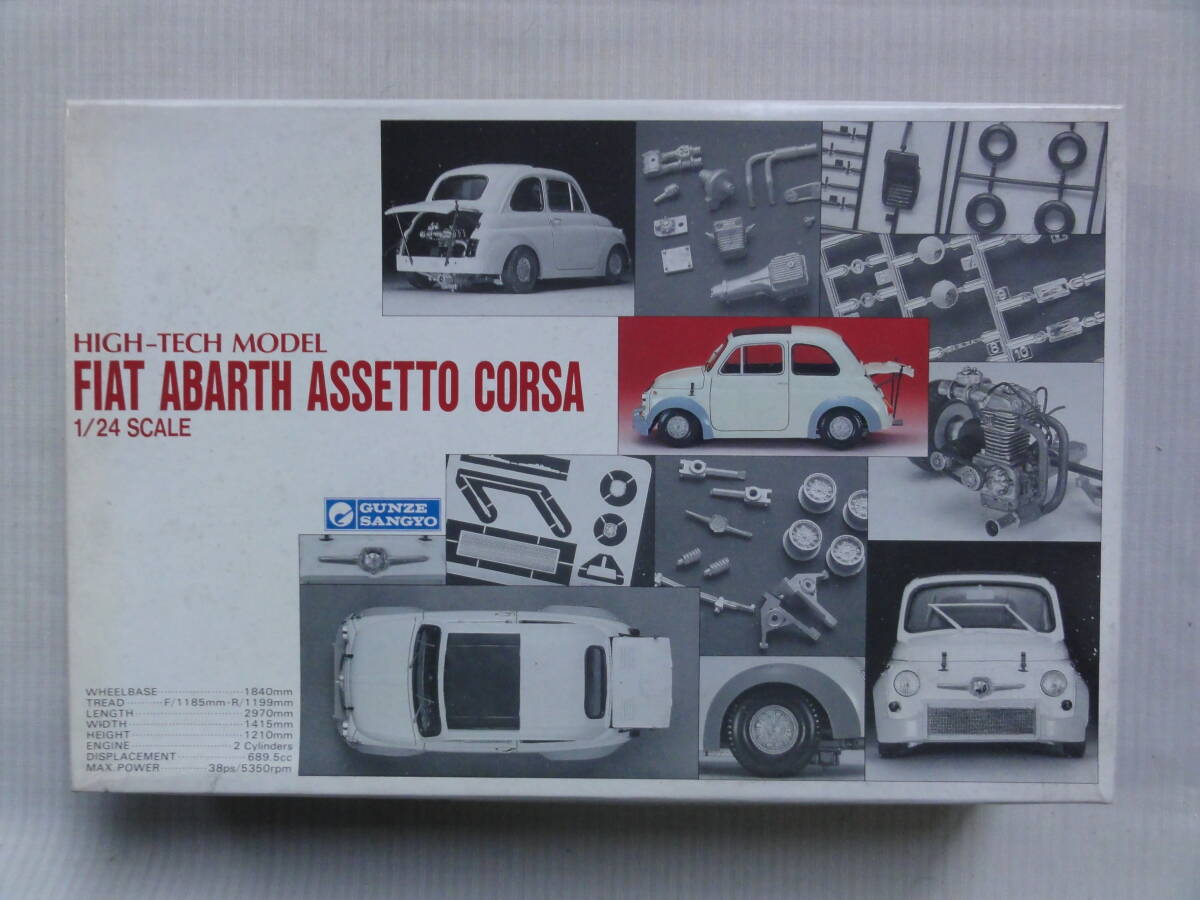 HIGH-TECH MODEL
FIAT ABARTH ASSETTO CORSA
1/24 SCALE
GUNZE
SANGYO
WHEELBASE 1840mm
TREAD F/1185mm·R/1199mm
LENGTH 2970mm
WIDTH 1415mm
HEIGHT 1210mm
ENGINE 2 Cylinders
DISPLACEMENT 689.5cc
MAX. POWER 38ps/5350rpm